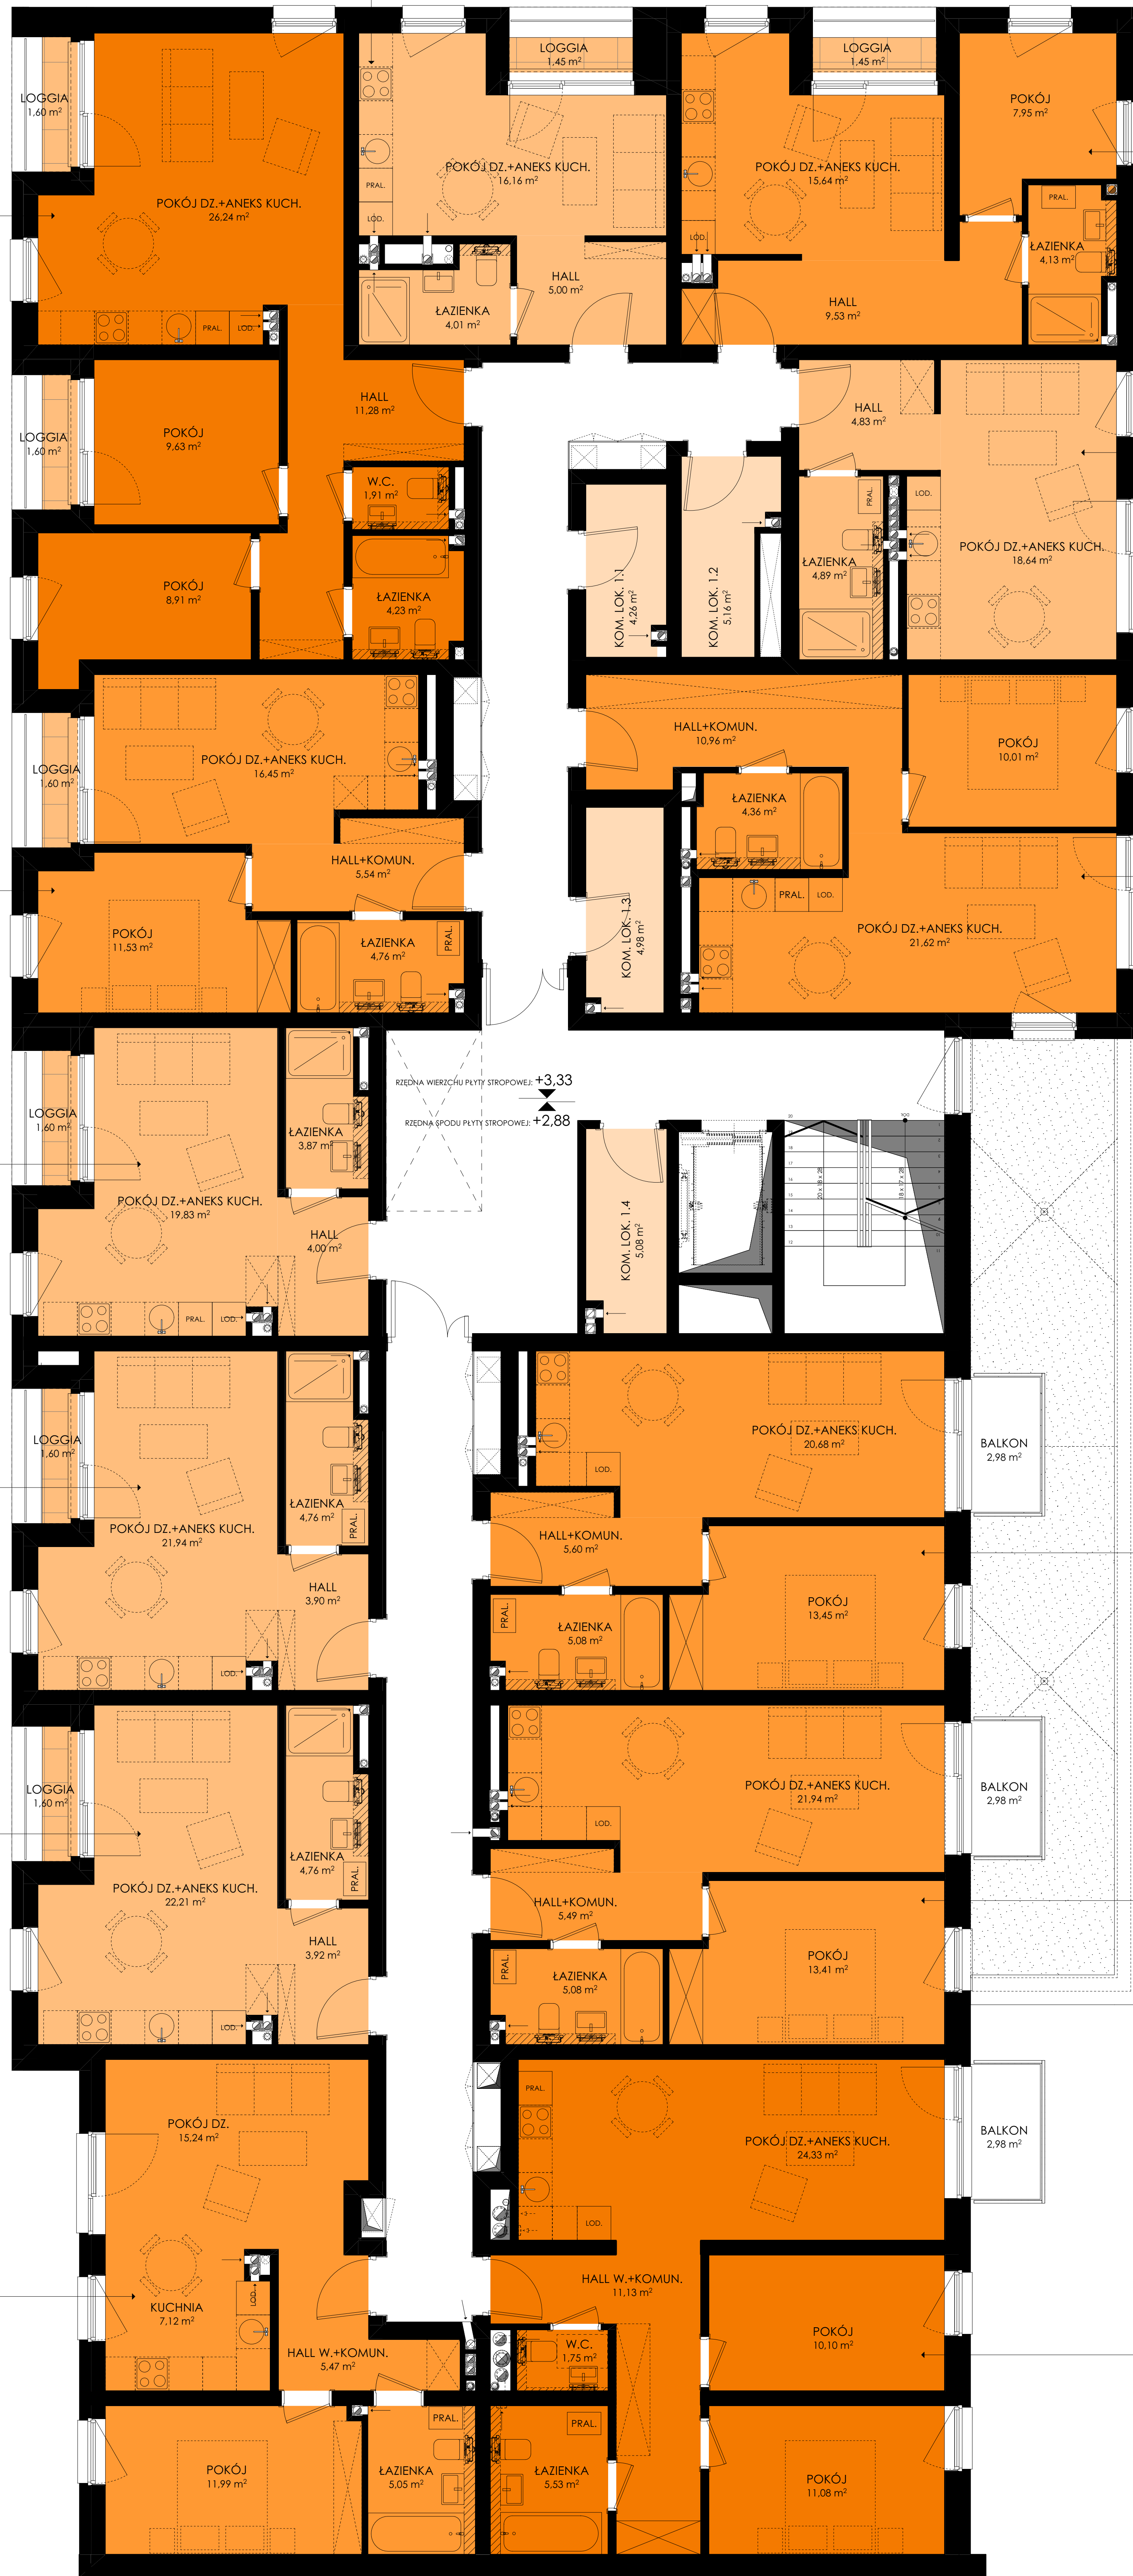 LOGGIA
1,60 m²
POKÓJ DZ.+ANEKS KUCH.
26,24 m²
PRAL.
LOD.
LOGGIA
1,45 m²
POKÓJ DZ.+ANEKS KUCH.
16,16 m²
PRAL.
LOD.
HALL
5,00 m²
ŁAZIENKA
4,01 m²
LOGGIA
1,45 m²
POKÓJ DZ.+ANEKS KUCH.
15,64 m²
LOD.
POKÓJ
7,95 m²
PRAL.
ŁAZIENKA
4,13 m²
HALL
9,53 m²
LOGGIA
1,60 m²
POKÓJ
9,63 m²
HALL
11,28 m²
W.C.
1,91 m²
POKÓJ
8,91 m²
ŁAZIENKA
4,23 m²
KOM. LOK. 1.1
4,26 m²
KOM. LOK. 1.2
5,16 m²
HALL
4,83 m²
PRAL.
LOD.
ŁAZIENKA
4,89 m²
POKÓJ DZ.+ANEKS KUCH.
18,64 m²
LOGGIA
1,60 m²
POKÓJ DZ.+ANEKS KUCH.
16,45 m²
HALL+KOMUN.
5,54 m²
POKÓJ
11,53 m²
ŁAZIENKA
4,76 m²
PRAL.
HALL+KOMUN.
10,96 m²
POKÓJ
10,01 m²
ŁAZIENKA
4,36 m²
PRAL.
LOD.
KOM. LOK. 1.3
4,98 m²
POKÓJ DZ.+ANEKS KUCH.
21,62 m²
RZĘDNA WIERZCHU PŁYTY STROPOWEJ: +3,33
RZĘDNA SPODU PŁYTY STROPOWEJ: +2,88
LOGGIA
1,60 m²
ŁAZIENKA
3,87 m²
POKÓJ DZ.+ANEKS KUCH.
19,83 m²
HALL
4,00 m²
PRAL.
LOD.
KOM. LOK. 1.4
5,08 m²
LOGGIA
1,60 m²
ŁAZIENKA
4,76 m²
PRAL.
POKÓJ DZ.+ANEKS KUCH.
21,94 m²
HALL
3,90 m²
LOD.
POKÓJ DZ.+ANEKS KUCH.
20,68 m²
LOD.
BALKON
2,98 m²
HALL+KOMUN.
5,60 m²
POKÓJ
13,45 m²
PRAL.
ŁAZIENKA
5,08 m²
LOGGIA
1,60 m²
ŁAZIENKA
4,76 m²
PRAL.
POKÓJ DZ.+ANEKS KUCH.
22,21 m²
HALL
3,92 m²
LOD.
POKÓJ DZ.+ANEKS KUCH.
21,94 m²
LOD.
BALKON
2,98 m²
HALL+KOMUN.
5,49 m²
POKÓJ
13,41 m²
PRAL.
ŁAZIENKA
5,08 m²
POKÓJ DZ.
15,24 m²
KUCHNIA
7,12 m²
LOD.
HALL W.+KOMUN.
5,47 m²
POKÓJ
11,99 m²
PRAL.
ŁAZIENKA
5,05 m²
PRAL.
POKÓJ DZ.+ANEKS KUCH.
24,33 m²
LOD.
BALKON
2,98 m²
HALL W.+KOMUN.
11,13 m²
W.C.
1,75 m²
POKÓJ
10,10 m²
PRAL.
ŁAZIENKA
5,53 m²
POKÓJ
11,08 m²